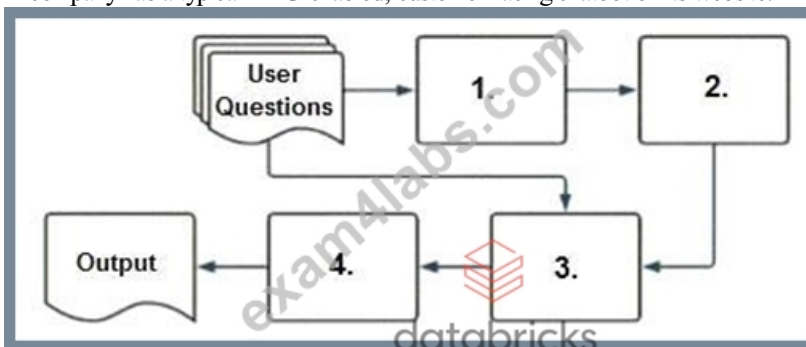 User
Questions
1.
2.
Output
4.
3.
exam4labs.com
databricks